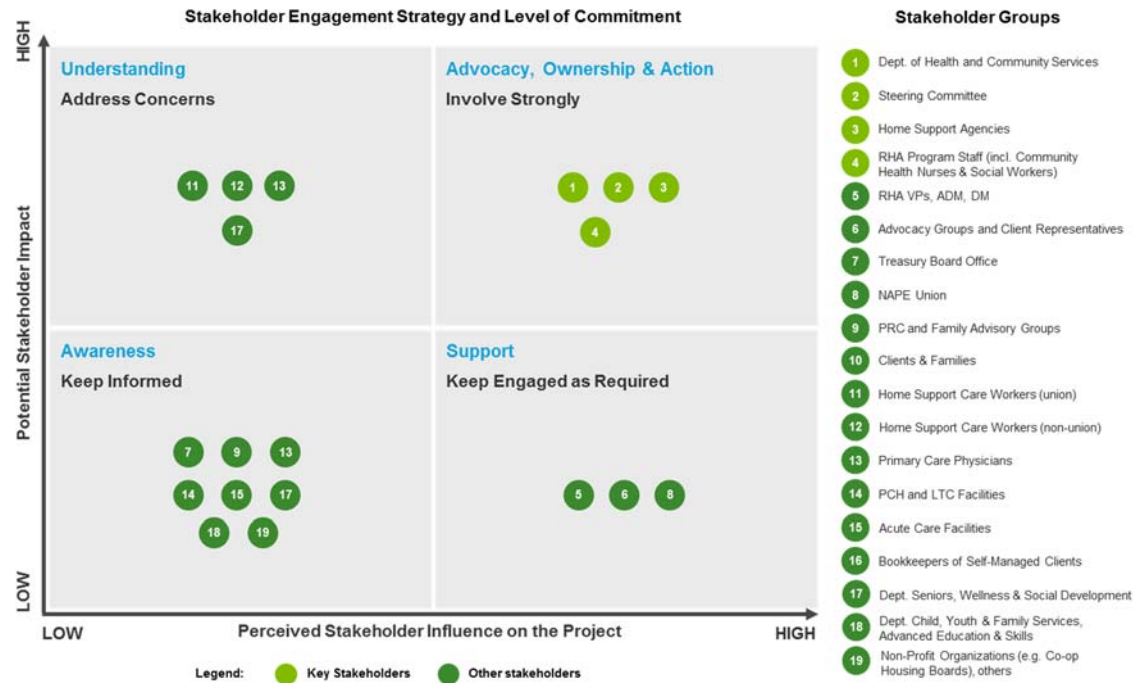 Stakeholder Engagement Strategy and Level of Commitment
HIGH
Potential Stakeholder Impact
LOW
Understanding
Address Concerns
11 12 13
17
Advocacy, Ownership & Action
Involve Strongly
1 2 3
4
Awareness
Keep Informed
7 9 13
14 15 17
18 19
Support
Keep Engaged as Required
5 6 8
LOW
Perceived Stakeholder Influence on the Project
HIGH
Legend: Key Stakeholders Other stakeholders
Stakeholder Groups
1 Dept. of Health and Community Services
2 Steering Committee
3 Home Support Agencies
4 RHA Program Staff (incl. Community
Health Nurses & Social Workers)
5 RHA VPs, ADM, DM
6 Advocacy Groups and Client Representatives
7 Treasury Board Office
8 NAPE Union
9 PRC and Family Advisory Groups
10 Clients & Families
11 Home Support Care Workers (union)
12 Home Support Care Workers (non-union)
13 Primary Care Physicians
14 PCH and LTC Facilities
15 Acute Care Facilities
16 Bookkeepers of Self-Managed Clients
17 Dept. Seniors, Wellness & Social Development
18 Dept. Child, Youth & Family Services,
Advanced Education & Skills
19 Non-Profit Organizations (e.g. Co-op
Housing Boards), others